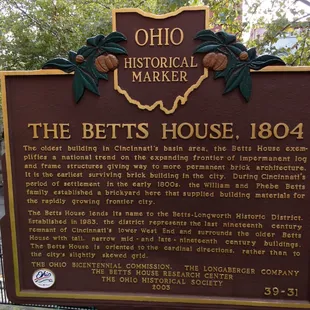 OHIO
HISTORICAL
MARKER
THE BETTS HOUSE, 1804
The oldest building in Cincinnati's basin area, the Betts House exem-
plifies a national trend on the expanding frontier of impermanent log
and frame structures giving way to more permanent brick architecture.
It is the earliest surviving brick building in the city. During Cincinnati's
period of settlement in the early 1800s, the William and Phebe Betts
family established a brickyard here that supplied building materials for
the rapidly growing frontier city.
The Betts House lends its name to the Betts-Longworth Historic District.
Established in 1983, the district represents the last nineteenth century
remnant of Cincinnati's lower West End and surrounds the older Betts
House with tall, narrow mid- and late- nineteenth century buildings.
The Betts House is oriented to the cardinal directions, rather than to
the city's slightly skewed grid.
THE OHIO BICENTENNIAL COMMISSION
THE LONGABERGER COMPANY
THE BETTS HOUSE RESEARCH CENTER
THE OHIO HISTORICAL SOCIETY
2003
39-31
Ohio